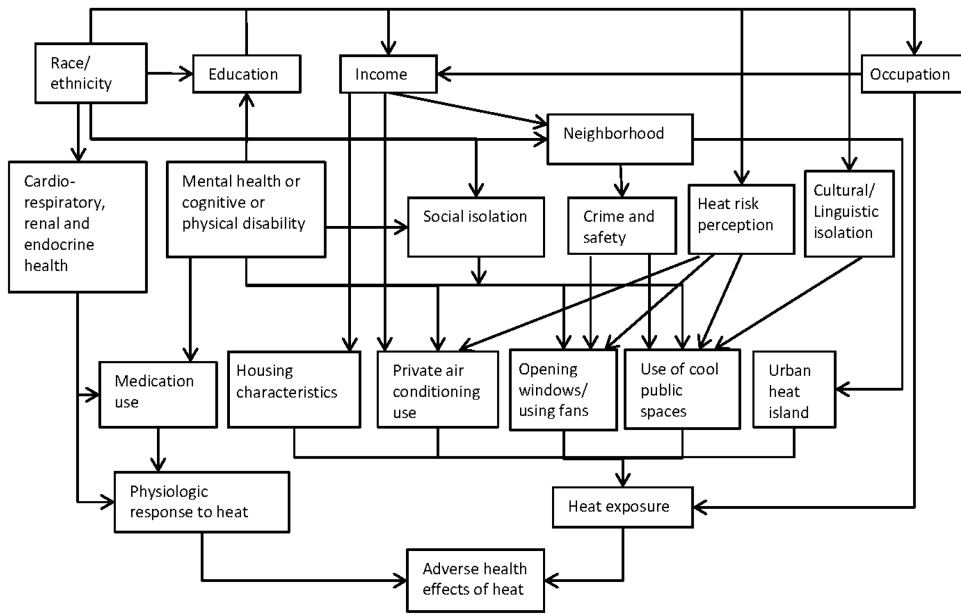 Race/
ethnicity
Education
Income
Occupation
Neighborhood
Cardio-
respiratory,
renal and
endocrine
health
Mental health or
cognitive or
physical disability
Social isolation
Crime and
safety
Heat risk
perception
Cultural/
Linguistic
isolation
Medication
use
Housing
characteristics
Private air
conditioning
use
Opening
windows/
using fans
Use of cool
public
spaces
Urban
heat
island
Physiologic
response to heat
Heat exposure
Adverse health
effects of heat